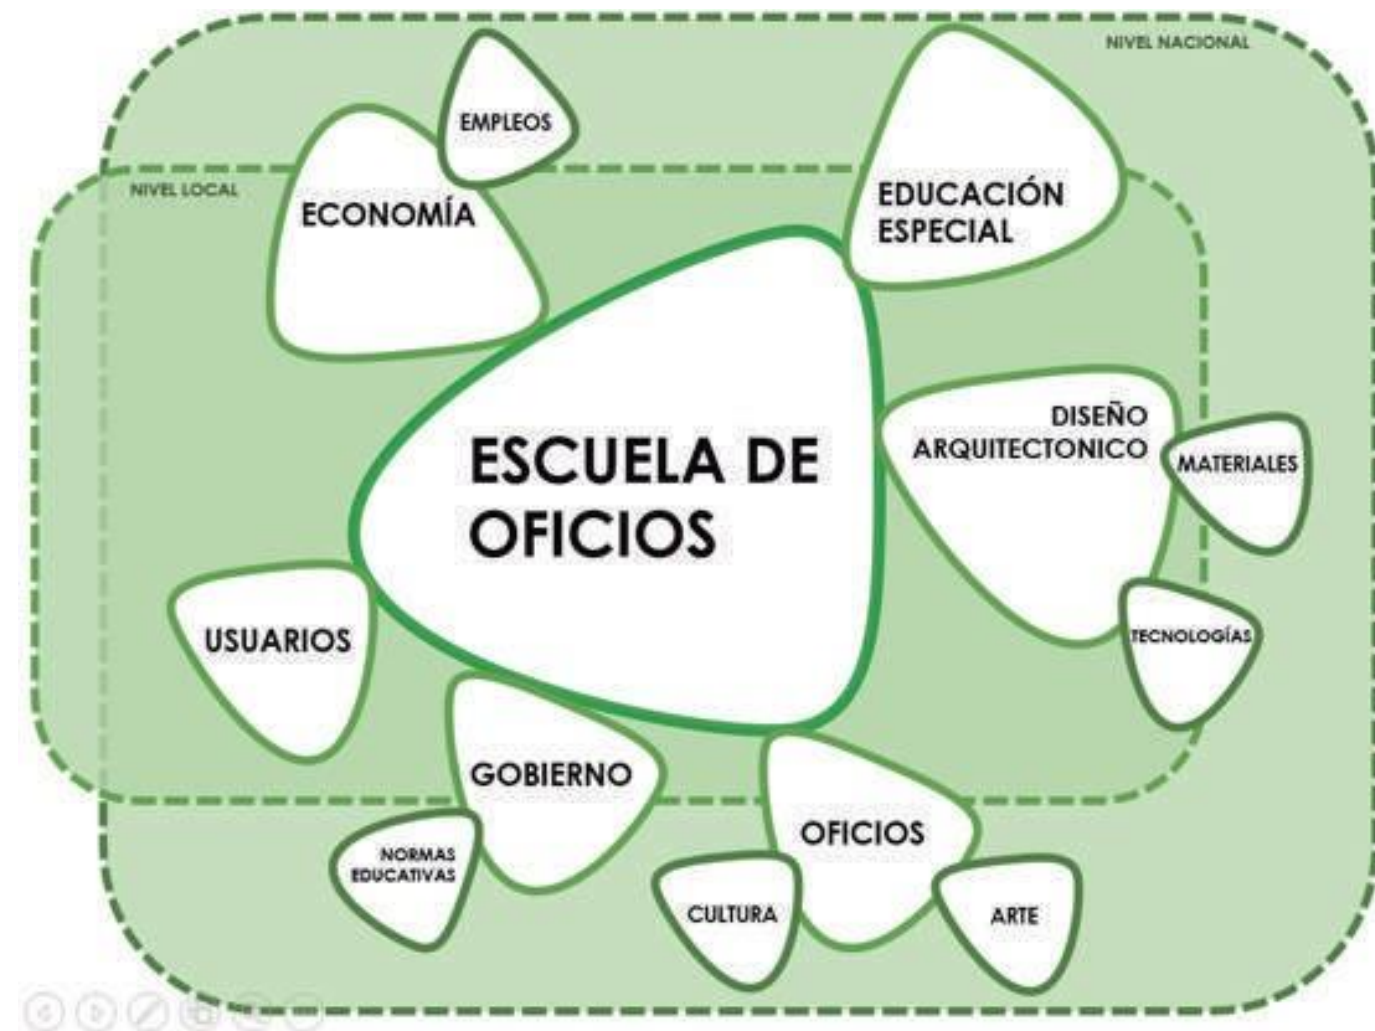 NIVEL NACIONAL
EMPLEOS
NIVEL LOCAL
ECONOMÍA
EDUCACIÓN
ESPECIAL
ESCUELA DE
OFICIOS
DISEÑO
ARQUITECTONICO
MATERIALES
TECNOLOGÍAS
USUARIOS
GOBIERNO
NORMAS
EDUCATIVAS
OFICIOS
CULTURA
ARTE